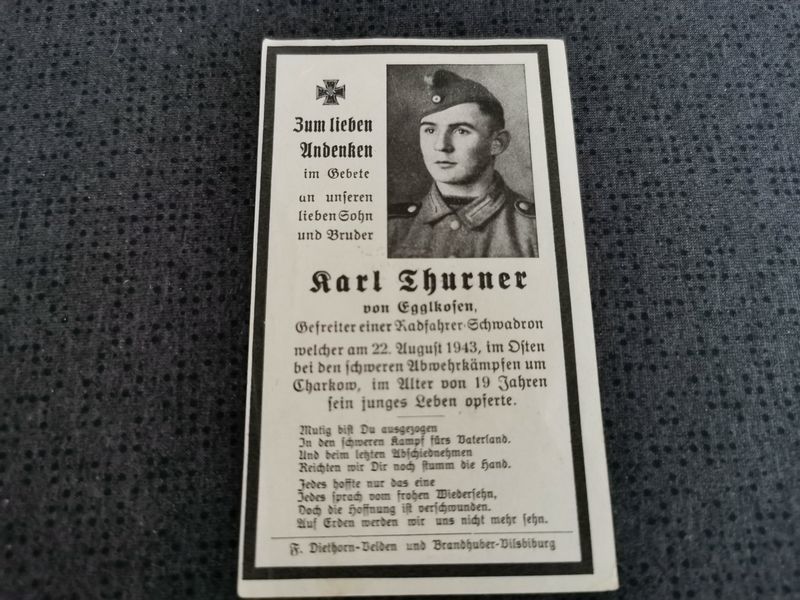 Zum lieben
Andenken
im Gebete
an unseren
lieben Sohn
und Bruder
Karl Thurner
von Egglkofen,
Gefreiter einer Radfahrer-Schwadron
welcher am 22. August 1943, im Osten
bei den schweren Abwehrkämpfen um
Charkow, im Alter von 19 Jahren
sein junges Leben opferte.
Mutig bist Du ausgezogen
In den schweren Kampf fürs Vaterland.
Und beim letzten Abschiednehmen
Reichten wir Dir noch stumm die Hand.
Jedes hoffte nur das eine
Jedes sprach vom frohen Wiedersehn,
Doch die Hoffnung ist verschwunden.
Auf Erden werden wir uns nicht mehr sehn.
F. Diethorn-Velden und Brandhuber-Vilsbiburg